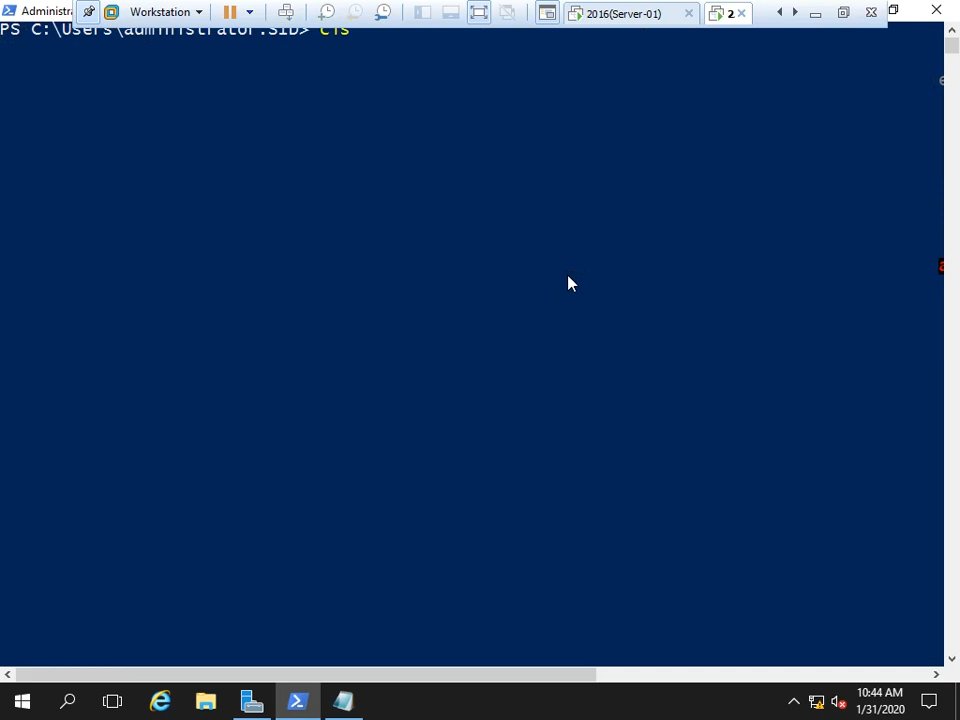 Administra
Workstation
2016(Server-01)
2
PS C:\Users\administrator.SID> cls
10:44 AM
1/31/2020